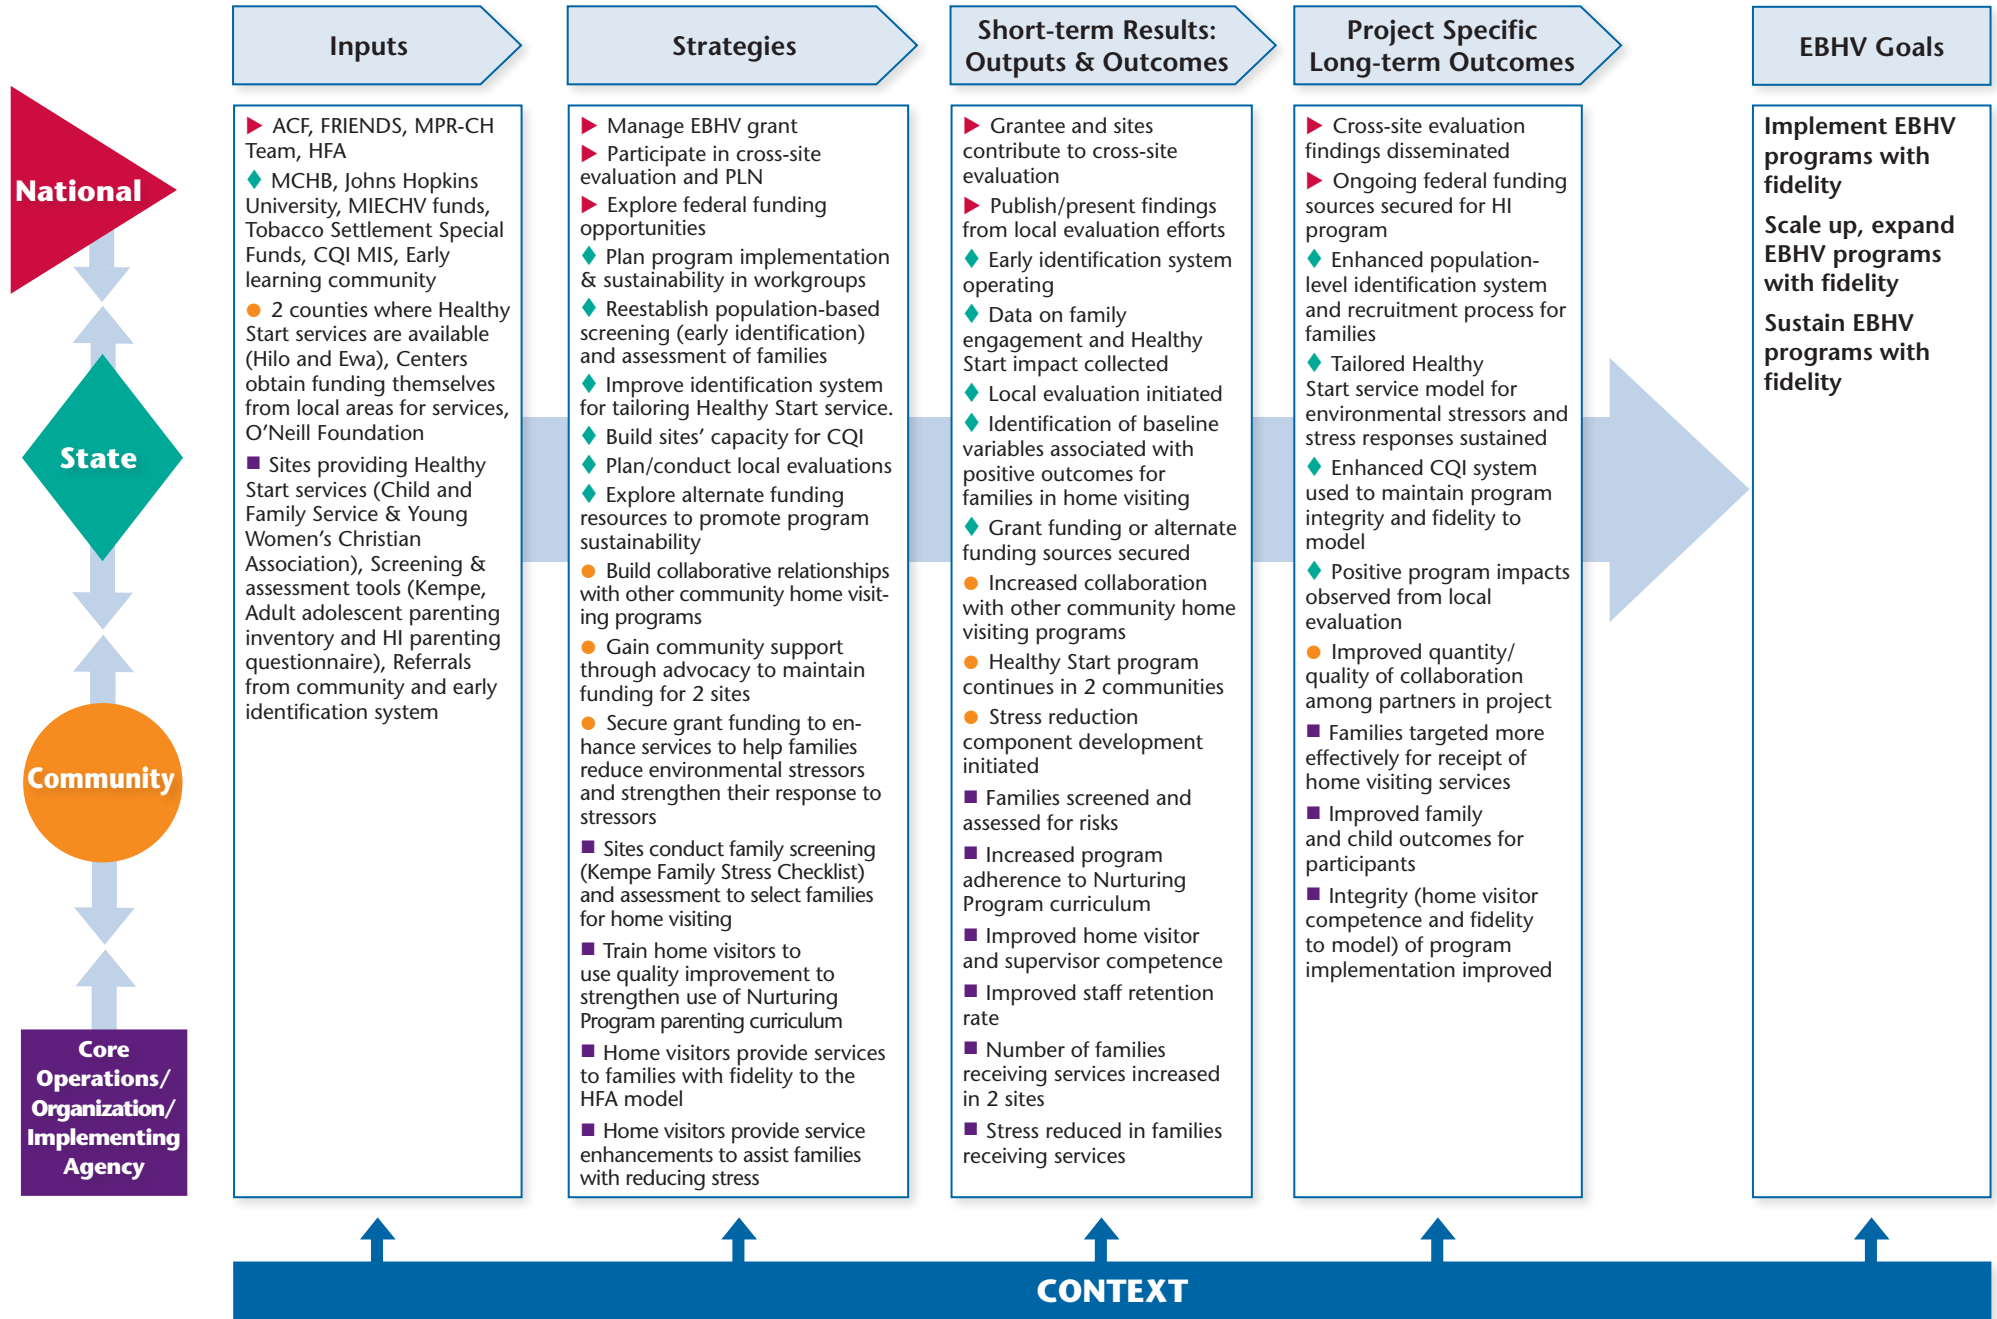 Inputs
Strategies
Short-term Results:
Outputs & Outcomes
Project Specific
Long-term Outcomes
EBHV Goals
National
State
Community
Core
Operations/
Organization/
Implementing
Agency
ACF, FRIENDS, MPR-CH
Team, HFA
MCHB, Johns Hopkins
University, MIECHV funds,
Tobacco Settlement Special
Funds, CQI MIS, Early
learning community
2 counties where Healthy
Start services are available
(Hilo and Ewa), Centers
obtain funding themselves
from local areas for services,
O'Neill Foundation
Sites providing Healthy
Start services (Child and
Family Service & Young
Women's Christian
Association), Screening &
assessment tools (Kempe,
Adult adolescent parenting
inventory and HI parenting
questionnaire), Referrals
from community and early
identification system
Manage EBHV grant
Participate in cross-site
evaluation and PLN
Explore federal funding
opportunities
Plan program implementation
& sustainability in workgroups
Reestablish population-based
screening (early identification)
and assessment of families
Improve identification system
for tailoring Healthy Start service.
Build sites' capacity for CQI
Plan/conduct local evaluations
Explore alternate funding
resources to promote program
sustainability
Build collaborative relationships
with other community home visit-
ing programs
Gain community support
through advocacy to maintain
funding for 2 sites
Secure grant funding to en-
hance services to help families
reduce environmental stressors
and strengthen their response to
stressors
Sites conduct family screening
(Kempe Family Stress Checklist)
and assessment to select families
for home visiting
Train home visitors to
use quality improvement to
strengthen use of Nurturing
Program parenting curriculum
Home visitors provide services
to families with fidelity to the
HFA model
Home visitors provide service
enhancements to assist families
with reducing stress
Grantee and sites
contribute to cross-site
evaluation
Publish/present findings
from local evaluation efforts
Early identification system
operating
Data on family
engagement and Healthy
Start impact collected
Local evaluation initiated
Identification of baseline
variables associated with
positive outcomes for
families in home visiting
Grant funding or alternate
funding sources secured
Increased collaboration
with other community home
visiting programs
Healthy Start program
continues in 2 communities
Stress reduction
component development
initiated
Families screened and
assessed for risks
Increased program
adherence to Nurturing
Program curriculum
Improved home visitor
and supervisor competence
Improved staff retention
rate
Number of families
receiving services increased
in 2 sites
Stress reduced in families
receiving services
Cross-site evaluation
findings disseminated
Ongoing federal funding
sources secured for HI
program
Enhanced population-
level identification system
and recruitment process for
families
Tailored Healthy
Start service model for
environmental stressors and
stress responses sustained
Enhanced CQI system
used to maintain program
integrity and fidelity to
model
Positive program impacts
observed from local
evaluation
Improved quantity/
quality of collaboration
among partners in project
Families targeted more
effectively for receipt of
home visiting services
Improved family
and child outcomes for
participants
Integrity (home visitor
competence and fidelity
to model) of program
implementation improved
Implement EBHV
programs with
fidelity
Scale up, expand
EBHV programs
with fidelity
Sustain EBHV
programs with
fidelity
CONTEXT